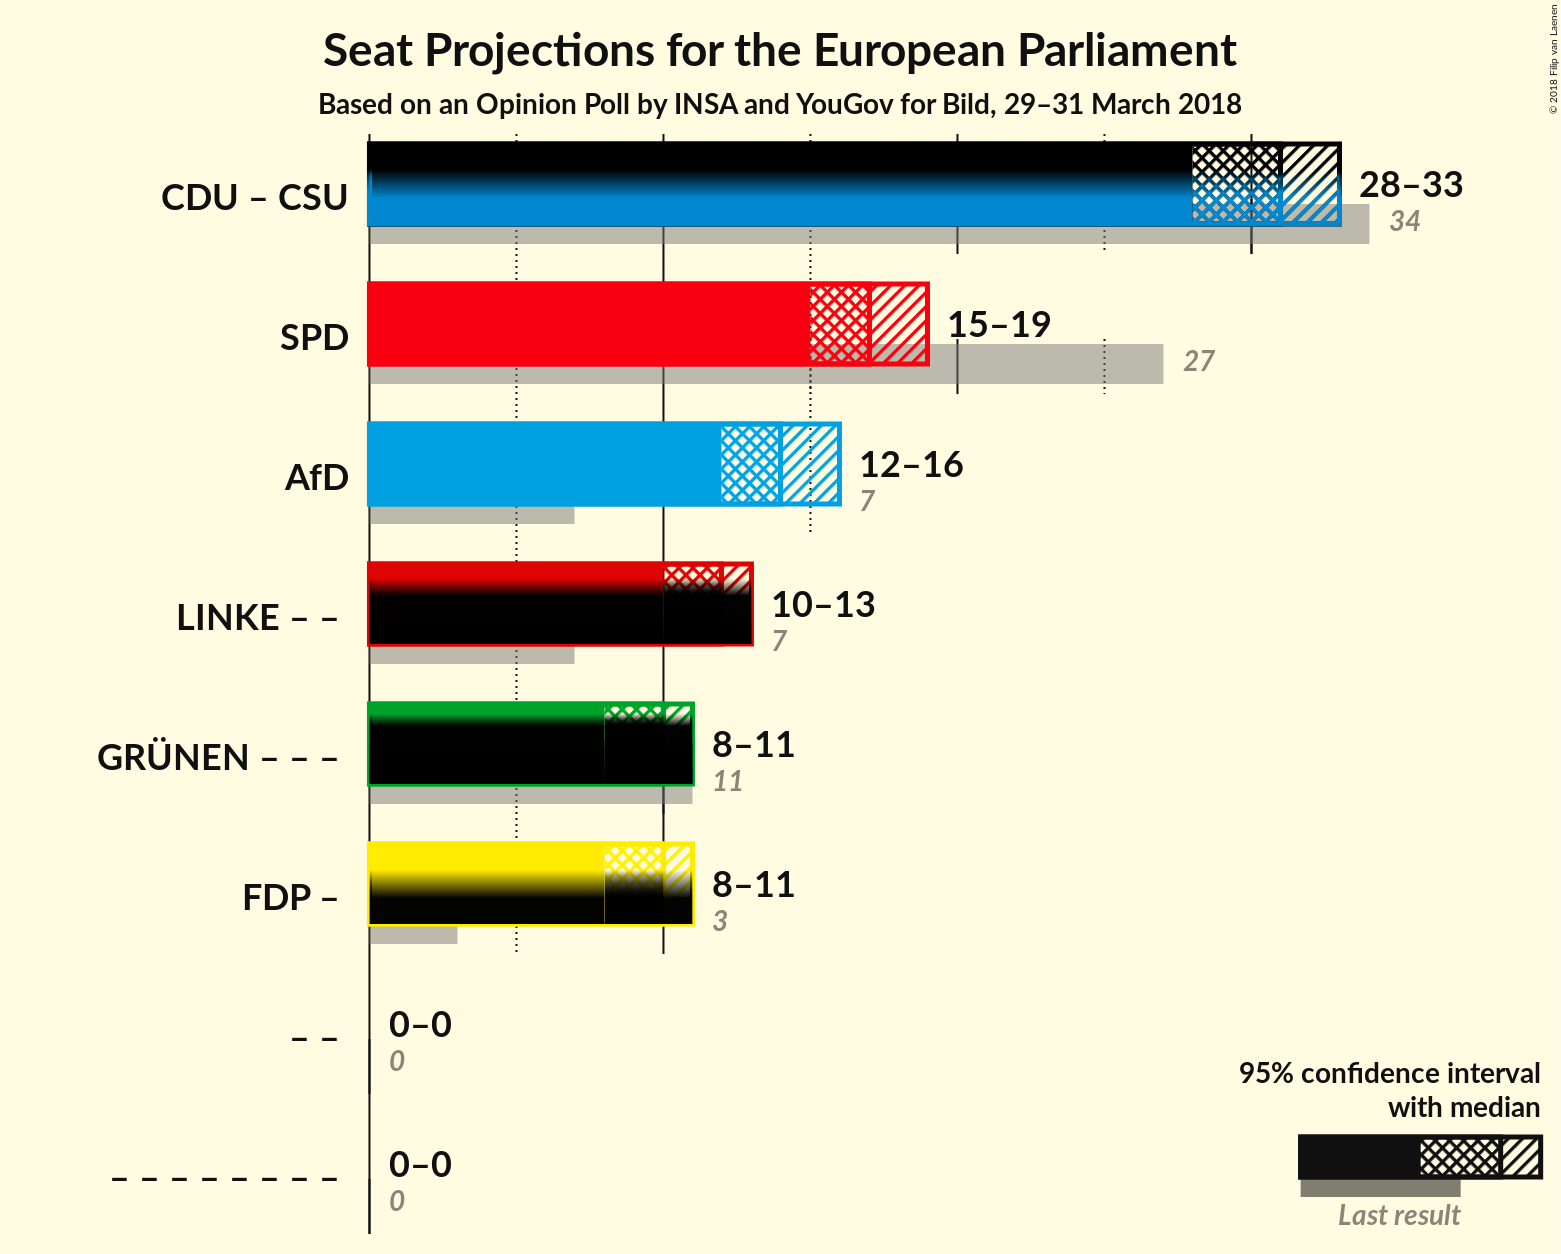 Seat Projections for the European Parliament
Based on an Opinion Poll by INSA and YouGov for Bild, 29–31 March 2018
© 2018 Filip van Laenen
CDU – CSU
28–33
34
SPD
15–19
27
AfD
12–16
7
LINKE – –
10–13
7
GRÜNEN – – –
8–11
11
FDP –
8–11
3
– –
0–0
0
– – – – – – – –
0–0
0
95% confidence interval
with median
Last result